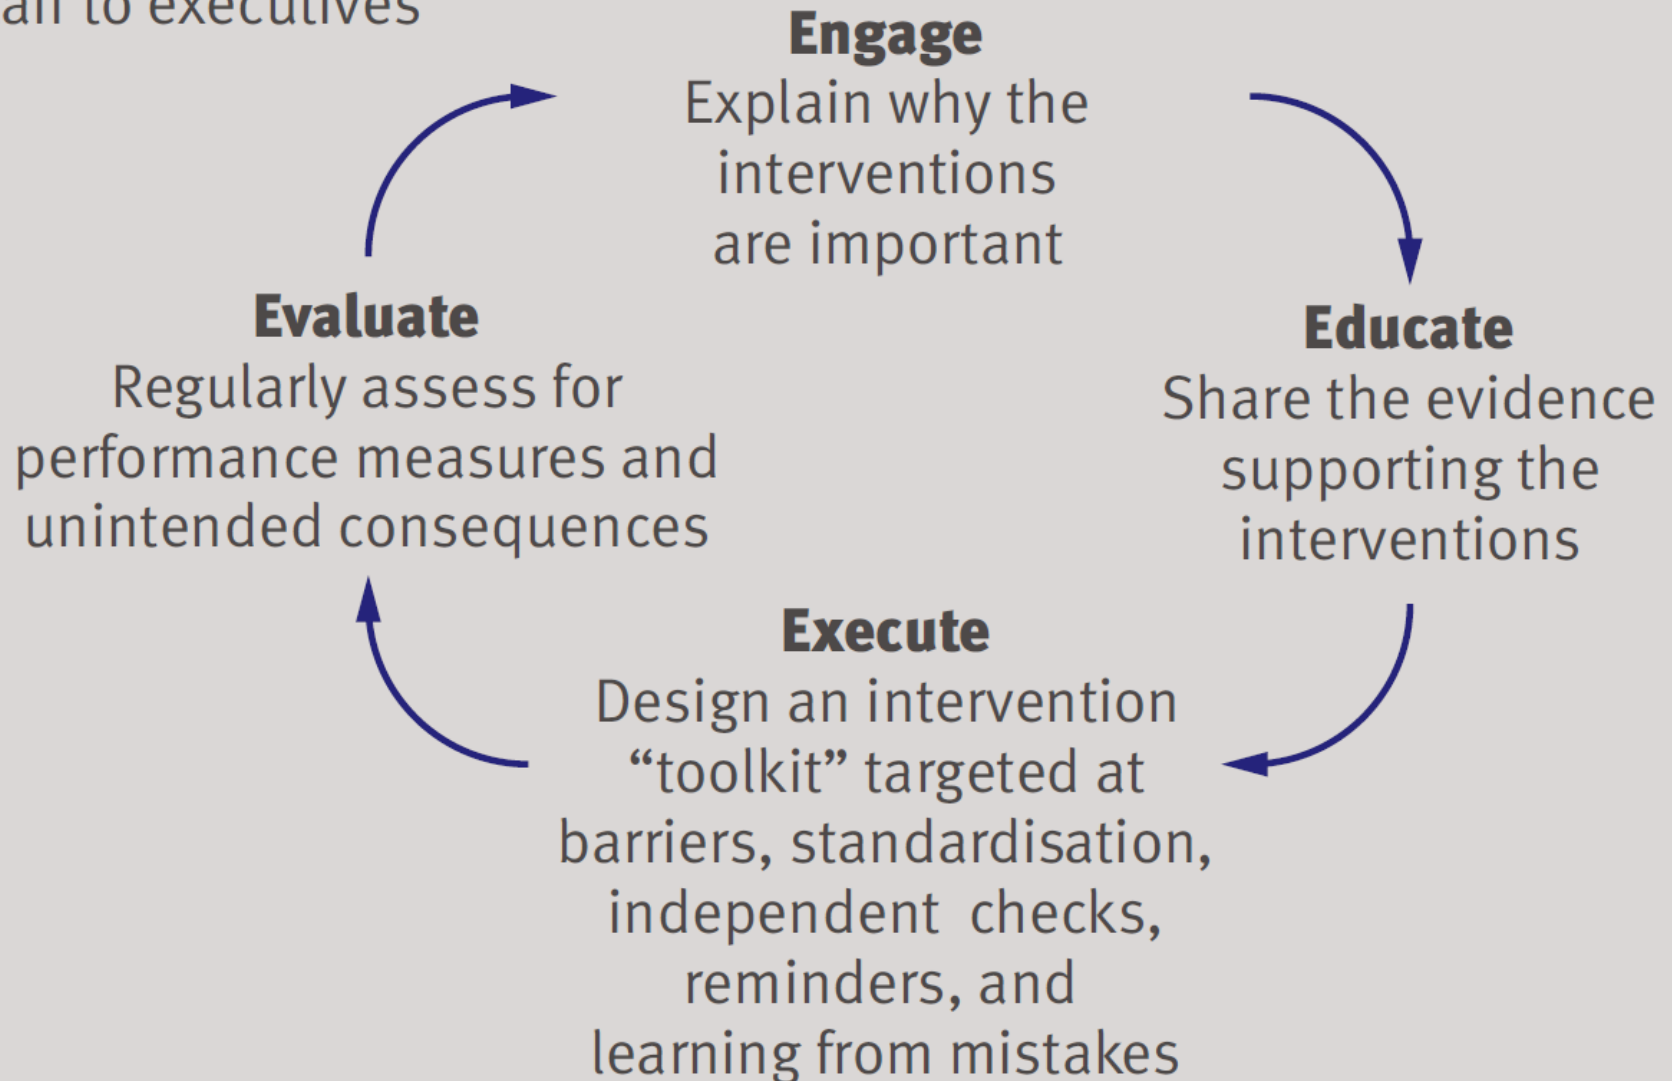 to executives
Engage
Explain why the
interventions
are important
Evaluate
Regularly assess for
performance measures and
unintended consequences
Educate
Share the evidence
supporting the
interventions
Execute
Design an intervention
“toolkit” targeted at
barriers, standardisation,
independent checks,
reminders, and
learning from mistakes